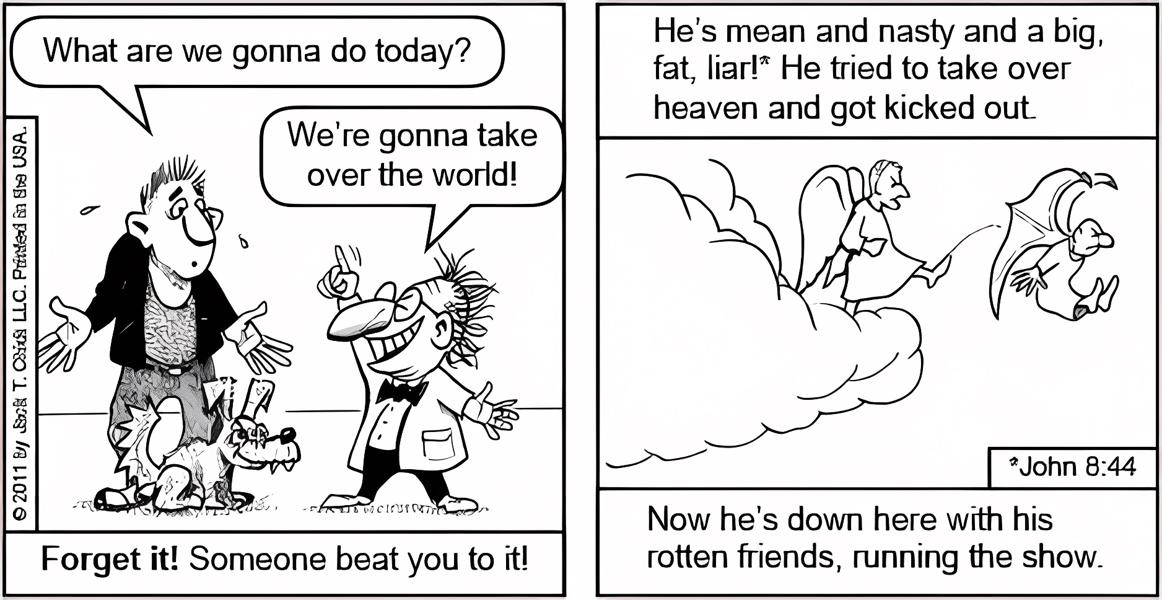 What are we gonna do today?
We're gonna take
over the world!
© 2011 By Jack T. Chick LLC. Printed in the USA.
Forget it! Someone beat you to it!
He's mean and nasty and a big,
fat, liar!* He tried to take over
heaven and got kicked out.
*John 8:44
Now he's down here with his
rotten friends, running the show.